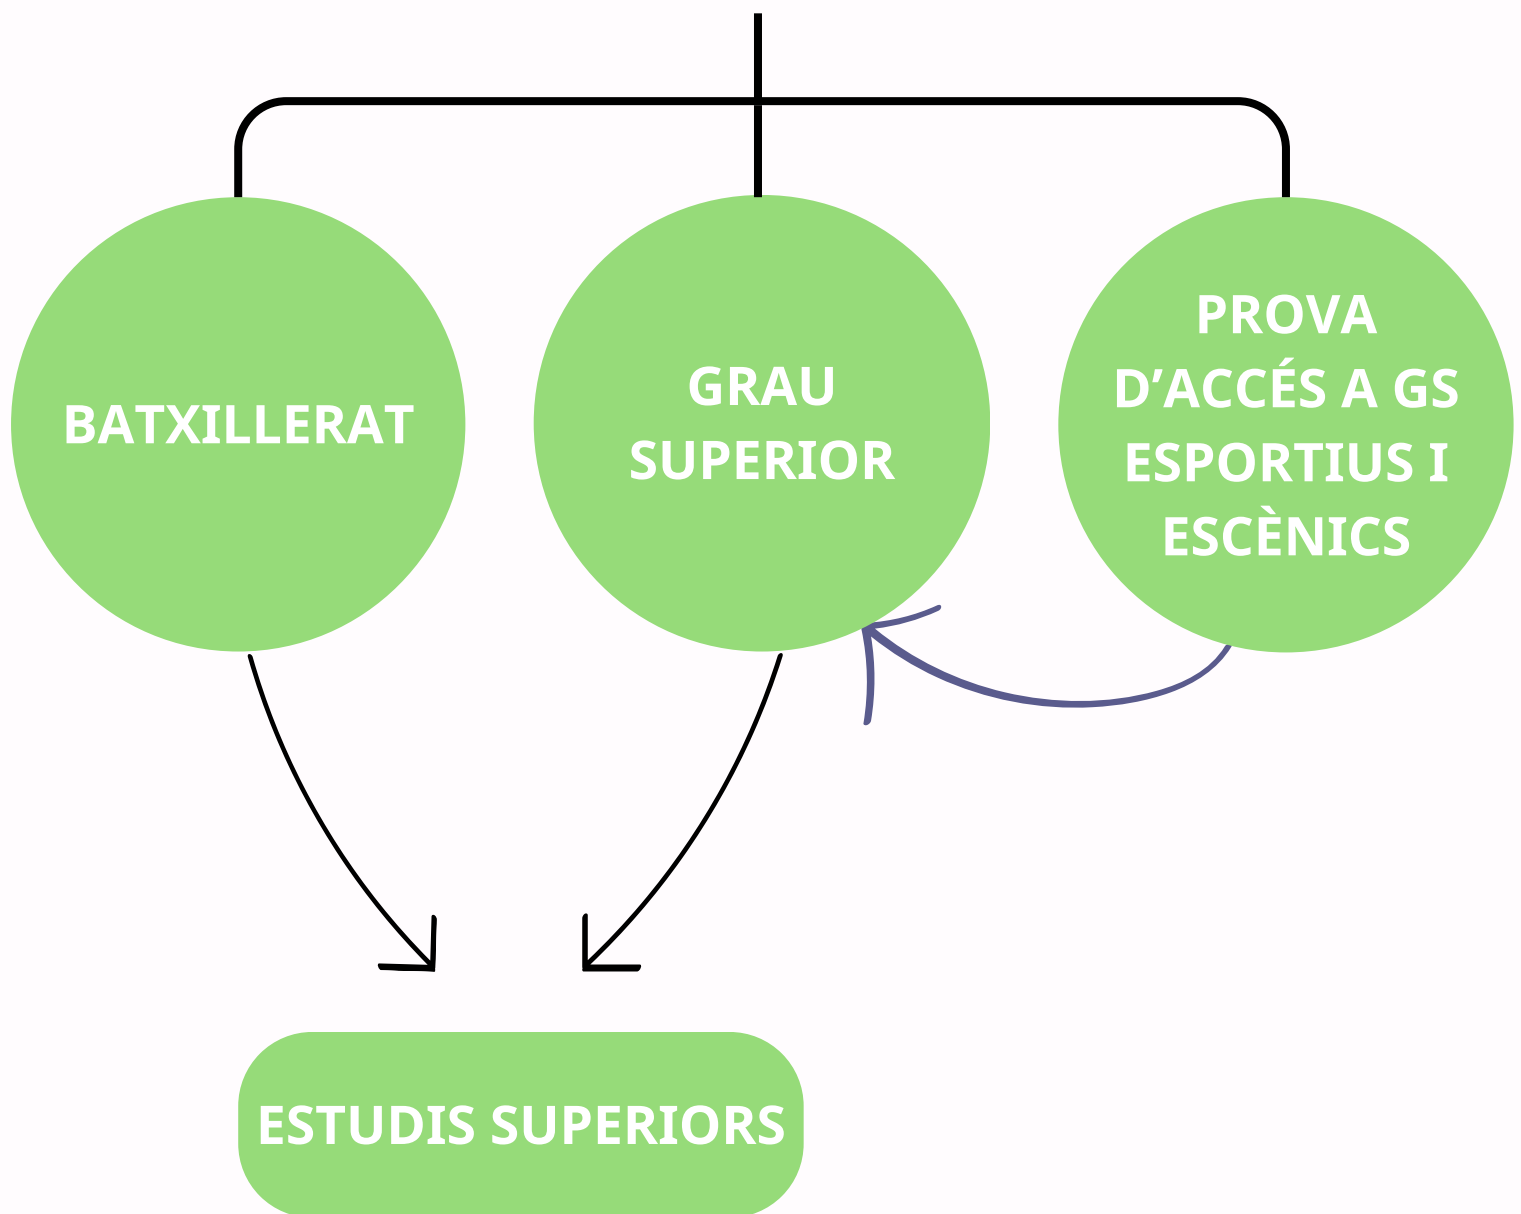 BATXILLERAT
GRAU
SUPERIOR
PROVA
D’ACCÉS A GS
ESPORTIUS I
ESCÈNICS
ESTUDIS SUPERIORS